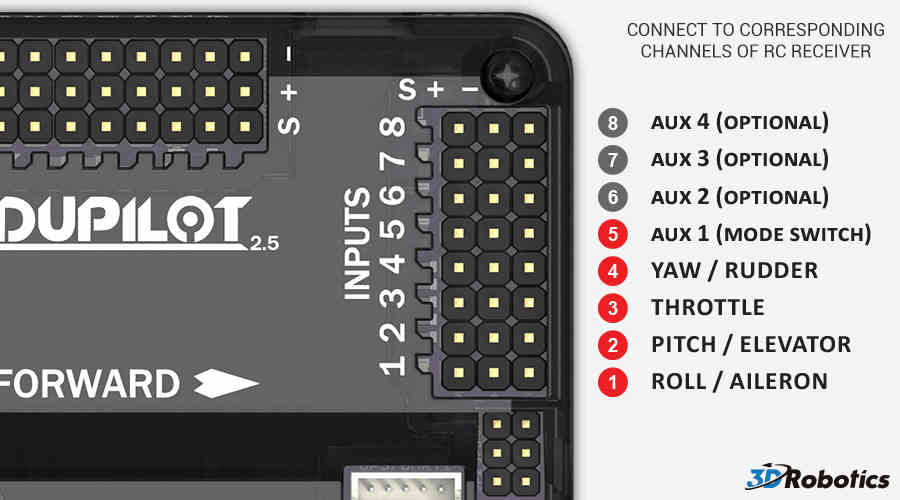 CONNECT TO CORRESPONDING
CHANNELS OF RC RECEIVER
- + S
S + -
DUPILOT
2.5
INPUTS
8
7
6
5
4
3
2
1
FORWARD
8 AUX 4 (OPTIONAL)
7 AUX 3 (OPTIONAL)
6 AUX 2 (OPTIONAL)
5 AUX 1 (MODE SWITCH)
4 YAW / RUDDER
3 THROTTLE
2 PITCH / ELEVATOR
1 ROLL / AILERON
3DRobotics